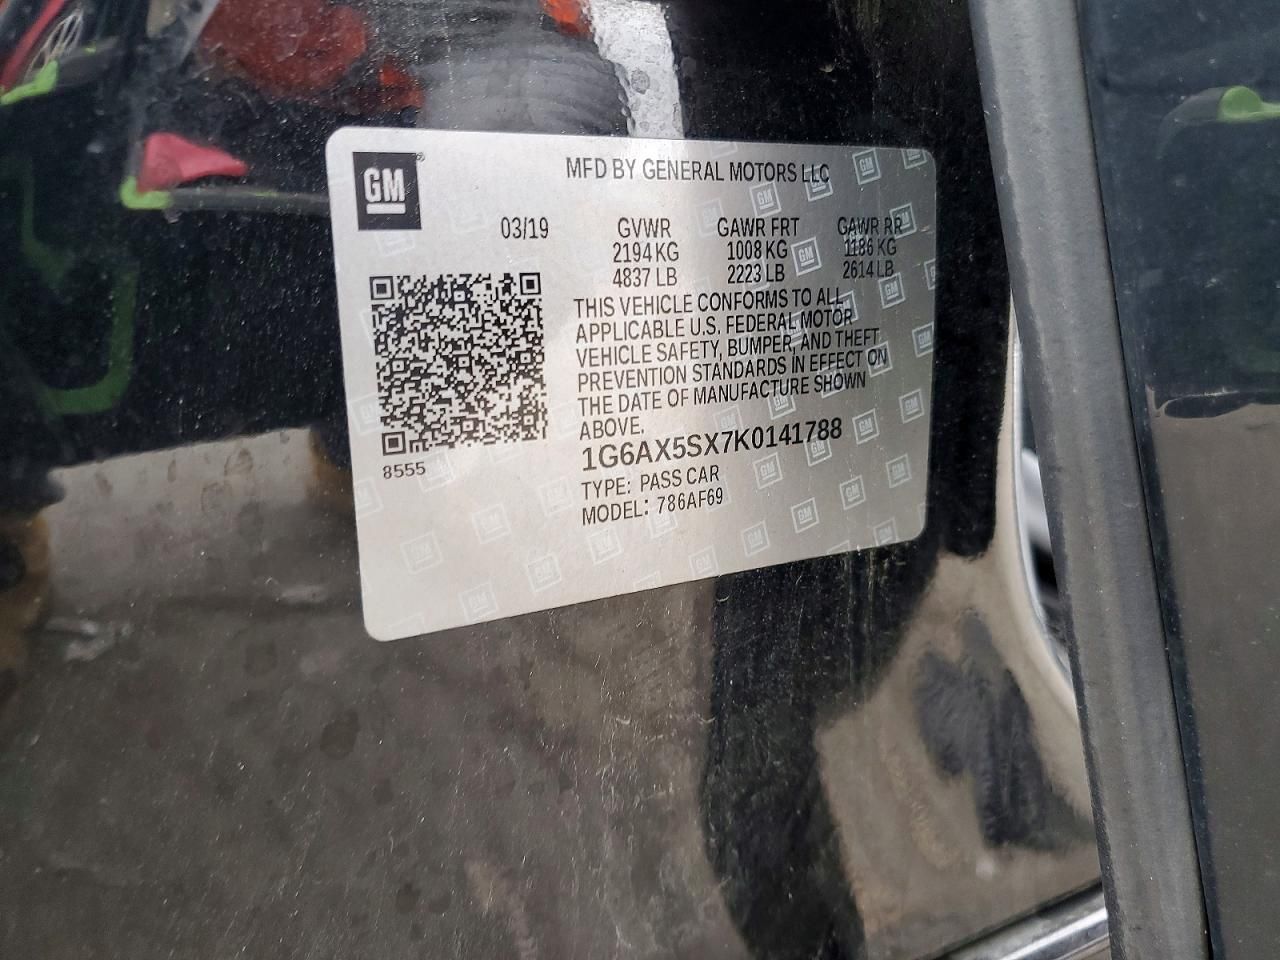 GM
MFD BY GENERAL MOTORS LLC
03/19 GVWR GAWR FRT GAWR RR
2194 KG 1008 KG 1186 KG
4837 LB 2223 LB 2614 LB
THIS VEHICLE CONFORMS TO ALL
APPLICABLE U.S. FEDERAL MOTOR
VEHICLE SAFETY, BUMPER, AND THEFT
PREVENTION STANDARDS IN EFFECT ON
THE DATE OF MANUFACTURE SHOWN
ABOVE.
8555
1G6AX5SX7K0141788
TYPE: PASS CAR
MODEL: 786AF69